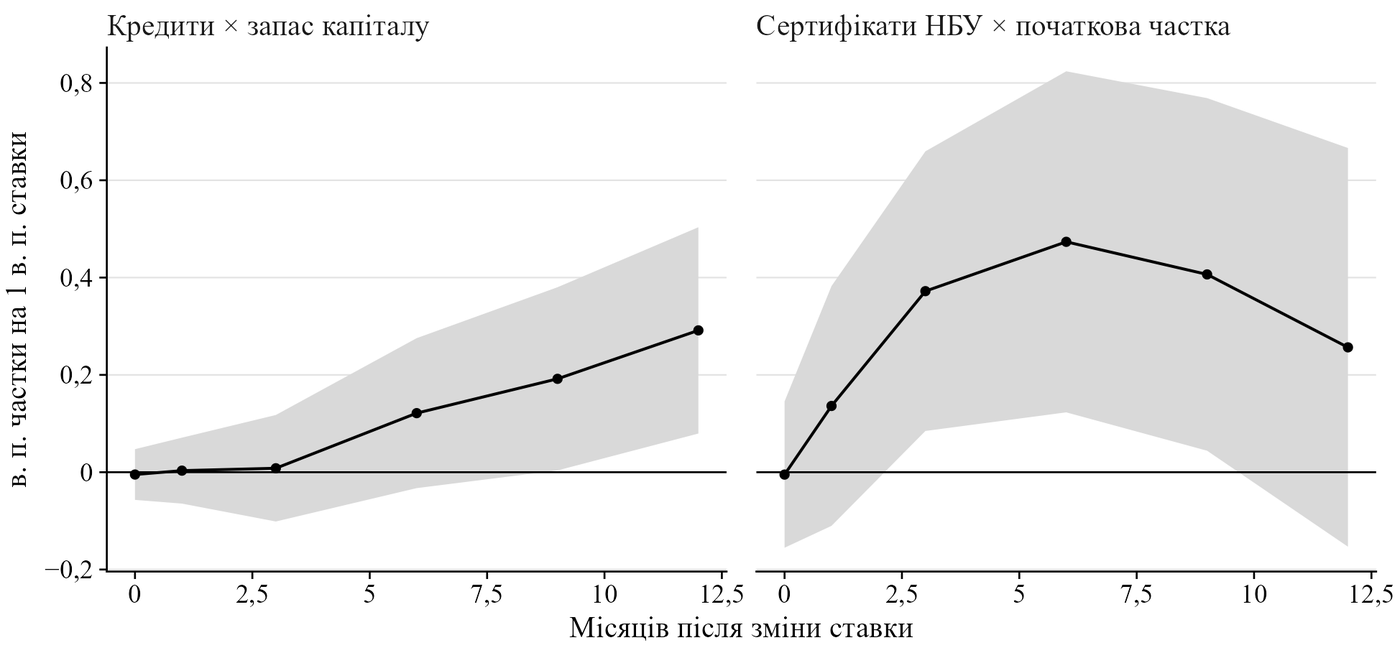 Кредити × запас капіталу
Сертифікати НБУ × початкова частка
в. п. частки на 1 в. п. ставки
0,8
0,6
0,4
0,2
0
−0,2
0 2,5 5 7,5 10 12,5
0 2,5 5 7,5 10 12,5
Місяців після зміни ставки